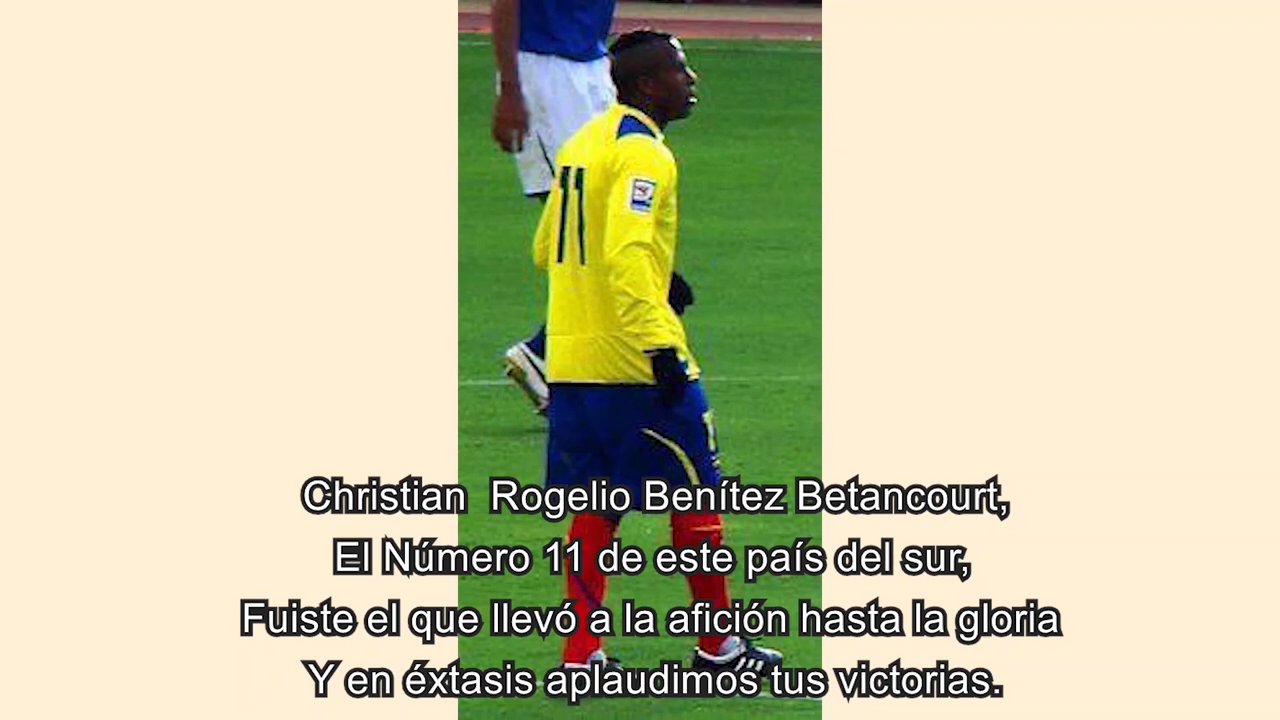 11
Christian  Rogelio Benítez Betancourt,
El Número 11 de este país del sur,
Fuiste el que llevó a la afición hasta la gloria
Y en éxtasis aplaudimos tus victorias.